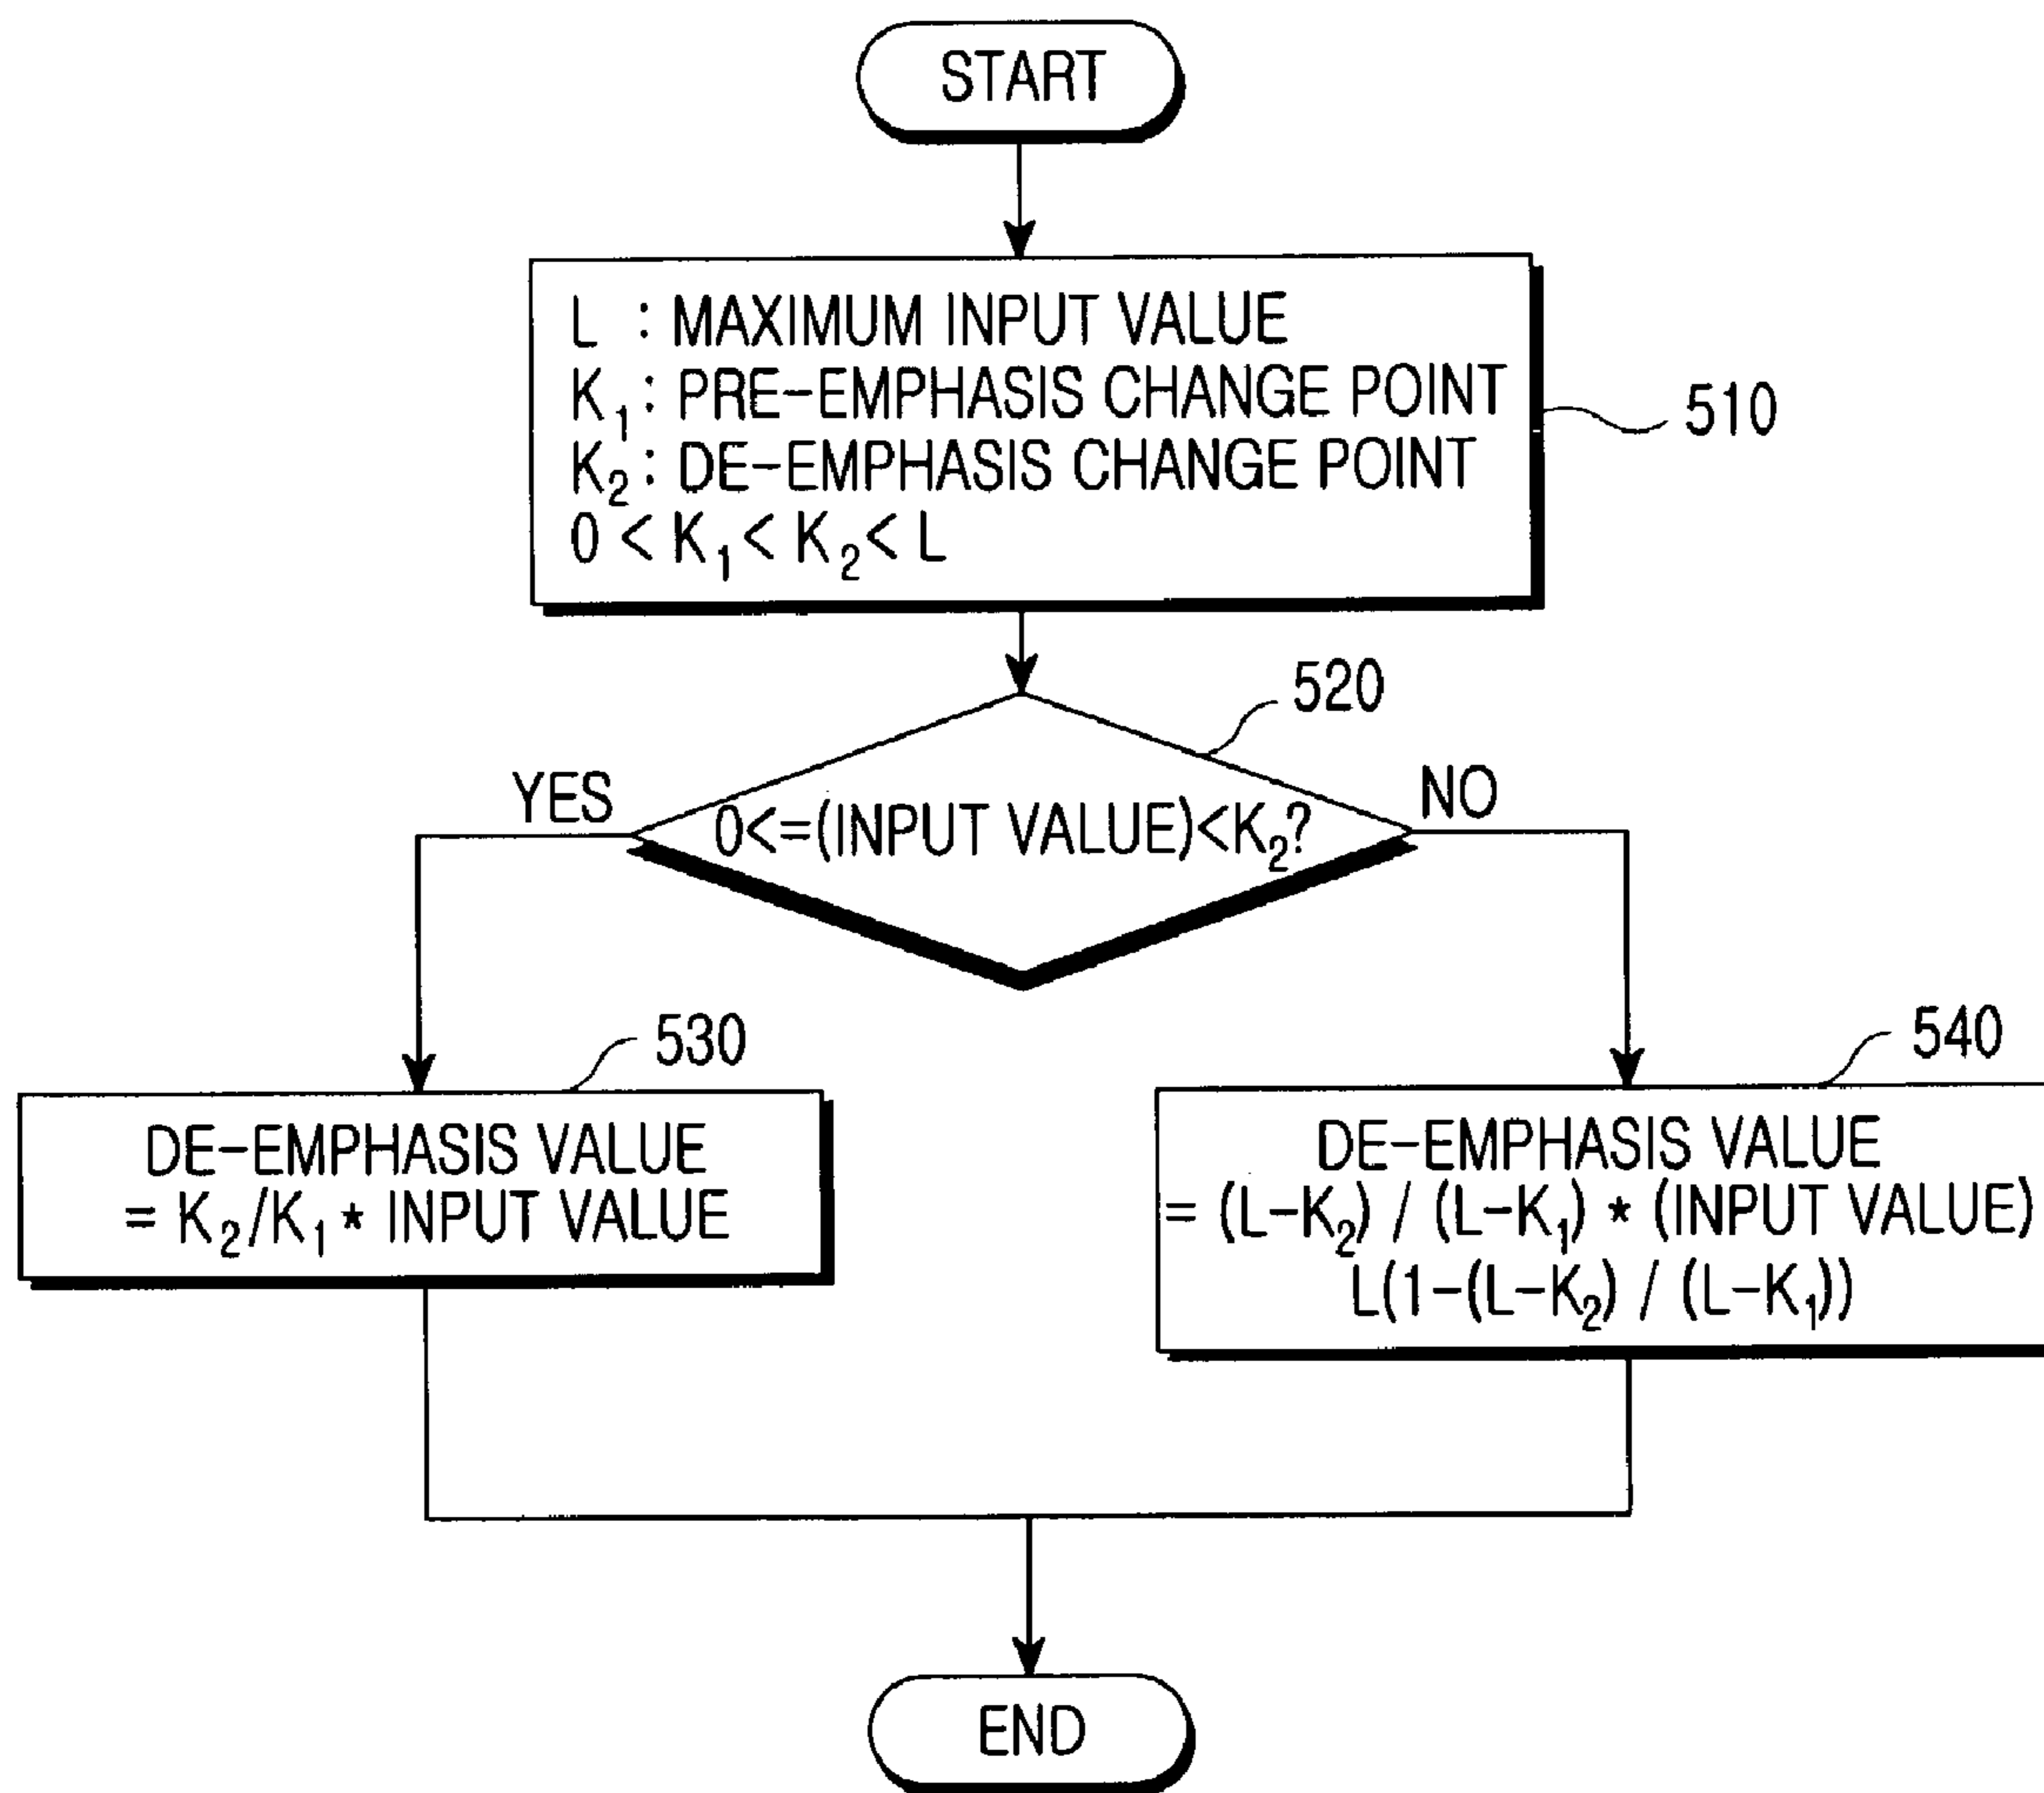 START
L : MAXIMUM INPUT VALUE
K₁ : PRE-EMPHASIS CHANGE POINT
K₂ : DE-EMPHASIS CHANGE POINT
0 < K₁ < K₂ < L
510
520
YES
0<=(INPUT VALUE)<K₂?
NO
530
DE-EMPHASIS VALUE
= K₂/K₁ * INPUT VALUE
540
DE-EMPHASIS VALUE
= (L-K₂) / (L-K₁) * (INPUT VALUE)
L(1-(L-K₂) / (L-K₁))
END